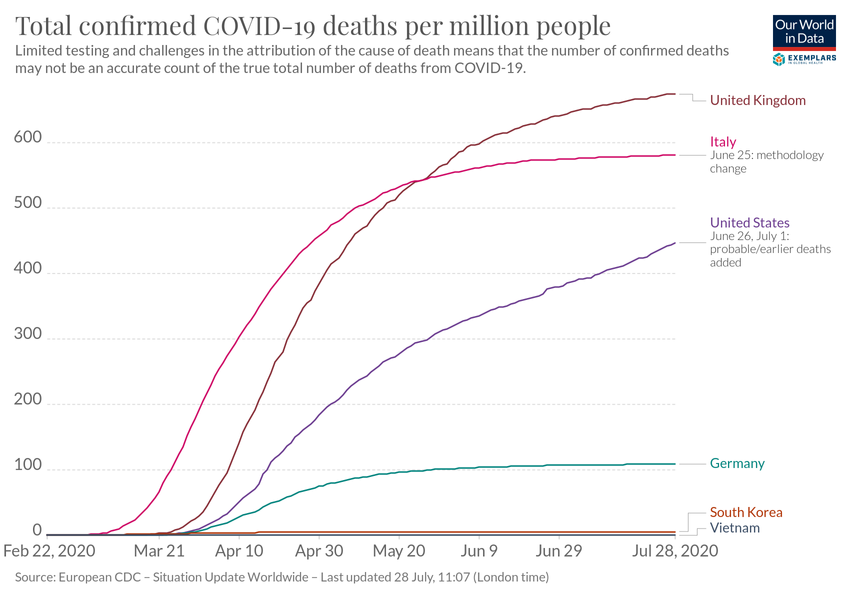 Total confirmed COVID-19 deaths per million people
Limited testing and challenges in the attribution of the cause of death means that the number of confirmed deaths
may not be an accurate count of the true total number of deaths from COVID-19.
Our World
in Data
EXEMPLARS
IN GLOBAL HEALTH
600
500
400
300
200
100
0
United Kingdom
Italy
June 25: methodology
change
United States
June 26, July 1:
probable/earlier deaths
added
Germany
South Korea
Vietnam
Feb 22, 2020
Mar 21
Apr 10
Apr 30
May 20
Jun 9
Jun 29
Jul 28, 2020
Source: European CDC – Situation Update Worldwide – Last updated 28 July, 11:07 (London time)